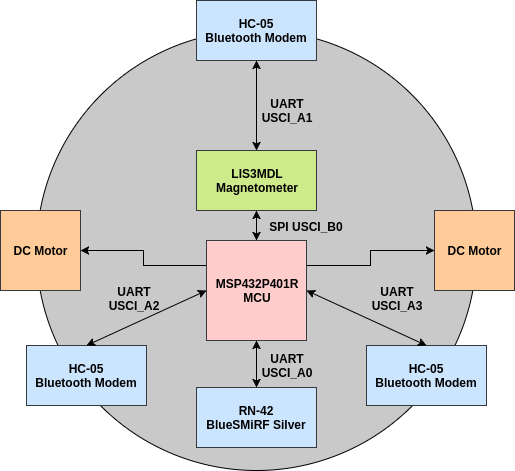 HC-05
Bluetooth Modem
UART
USCI_A1
LIS3MDL
Magnetometer
SPI USCI_B0
DC Motor
DC Motor
MSP432P401R
MCU
UART
USCI_A2
UART
USCI_A3
HC-05
Bluetooth Modem
UART
USCI_A0
HC-05
Bluetooth Modem
RN-42
BlueSMiRF Silver